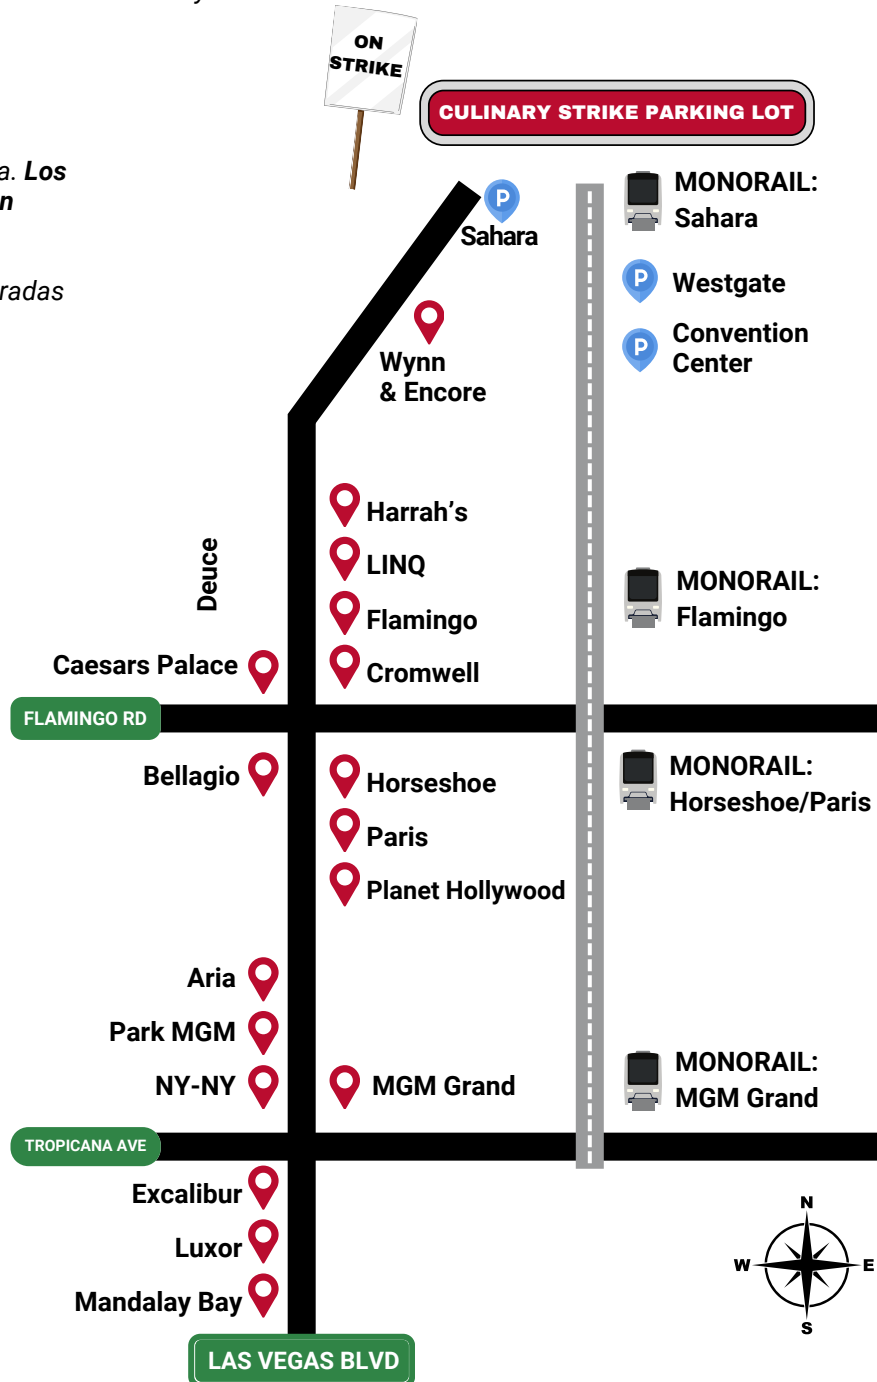 y
ON
STRIKE
CULINARY STRIKE PARKING LOT
a. Los
n
radas
P
Sahara
MONORAIL:
Sahara
P
Westgate
P
Convention
Center
Wynn
& Encore
Harrah’s
LINQ
Flamingo
Cromwell
Deuce
MONORAIL:
Flamingo
Caesars Palace
FLAMINGO RD
Bellagio
Horseshoe
Paris
Planet Hollywood
MONORAIL:
Horseshoe/Paris
Aria
Park MGM
NY-NY
MGM Grand
MONORAIL:
MGM Grand
TROPICANA AVE
Excalibur
Luxor
Mandalay Bay
N
W
E
S
LAS VEGAS BLVD